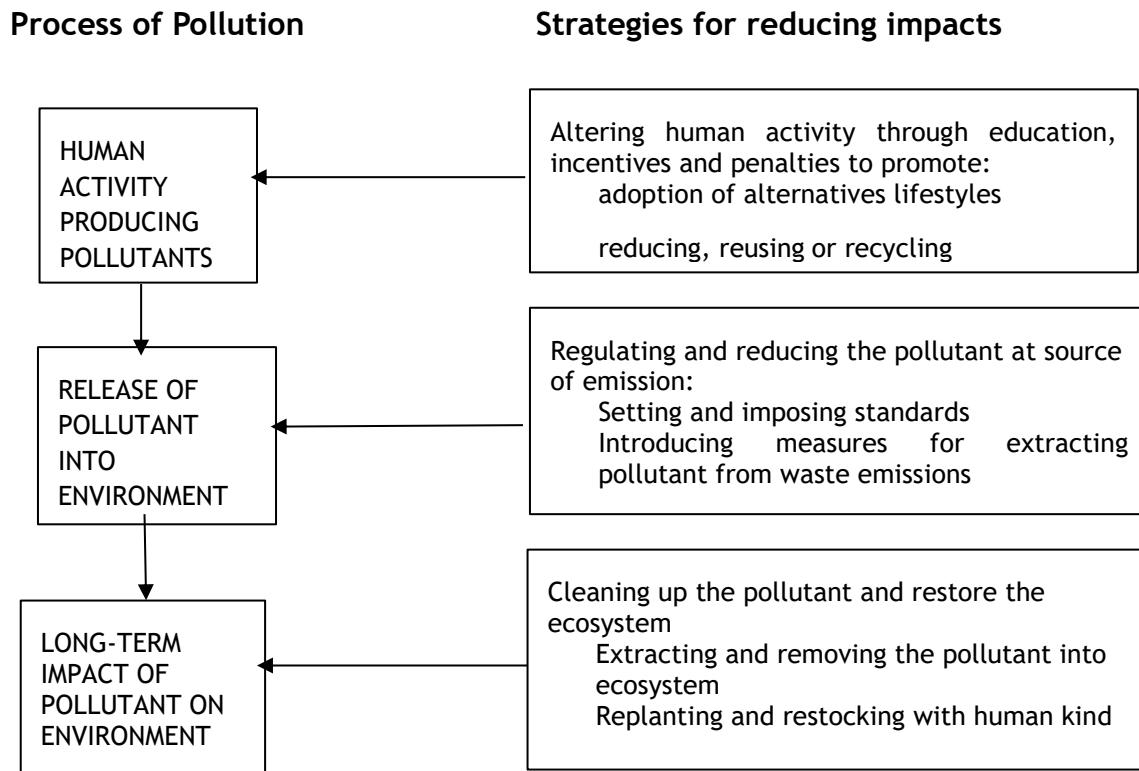 Process of Pollution
Strategies for reducing impacts
HUMAN
ACTIVITY
PRODUCING
POLLUTANTS
Altering human activity through education,
incentives and penalties to promote:
adoption of alternatives lifestyles
reducing, reusing or recycling
RELEASE OF
POLLUTANT
INTO
ENVIRONMENT
Regulating and reducing the pollutant at source
of emission:
Setting and imposing standards
Introducing measures for extracting
pollutant from waste emissions
LONG-TERM
IMPACT OF
POLLUTANT ON
ENVIRONMENT
Cleaning up the pollutant and restore the
ecosystem
Extracting and removing the pollutant into
ecosystem
Replanting and restocking with human kind